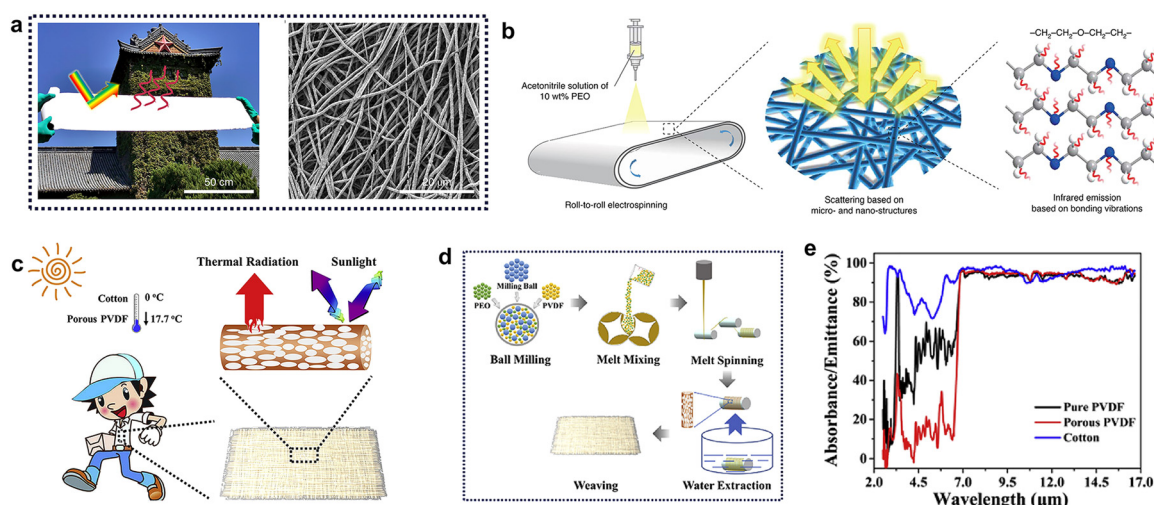 a
50 cm
20 μm
b
Acetonitrile solution of
10 wt% PEO
Roll-to-roll electrospinning
Scattering based on
micro- and nano-structures
–CH₂–CH₂–O–CH₂–CH₂–
Infrared emission
based on bonding vibrations
c
Cotton 0 °C
Porous PVDF 17.7 °C
Thermal Radiation
Sunlight
d
Milling Ball
PEO
PVDF
Ball Milling
Melt Mixing
Melt Spinning
Weaving
Water Extraction
e
Absorbance/Emittance (%)
100
80
60
40
20
0
Pure PVDF
Porous PVDF
Cotton
2.0 4.5 7.0 9.5 12.0 14.5 17.0
Wavelength (μm)